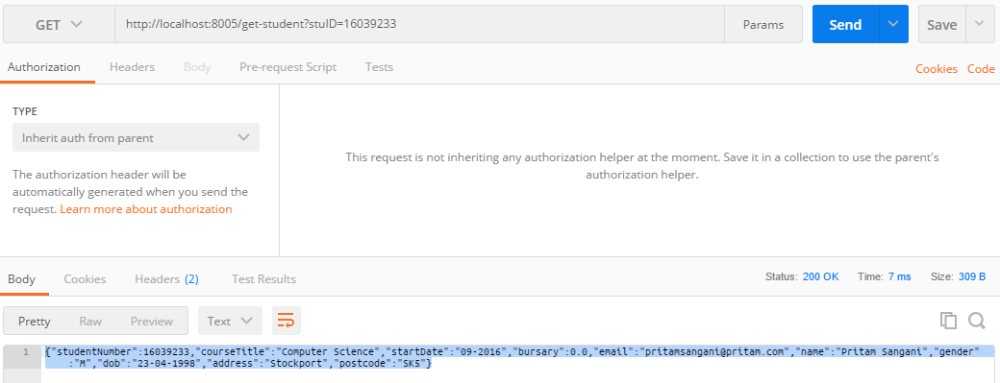 GET http://localhost:8005/get-student?stuID=16039233 Params Send Save
Authorization Headers Body Pre-request Script Tests Cookies Code
TYPE
Inherit auth from parent
The authorization header will be
automatically generated when you send the
request. Learn more about authorization
This request is not inheriting any authorization helper at the moment. Save it in a collection to use the parent's
authorization helper.
Body Cookies Headers (2) Test Results Status: 200 OK Time: 7 ms Size: 309 B
Pretty Raw Preview Text
1 {"studentNumber":16039233,"courseTitle":"Computer Science","startDate":"09-2016","bursary":0.0,"email":"pritamsangani@pritam.com","name":"Pritam Sangani","gender"
:"M","dob":"23-04-1998","address":"Stockport","postcode":"SK5"}